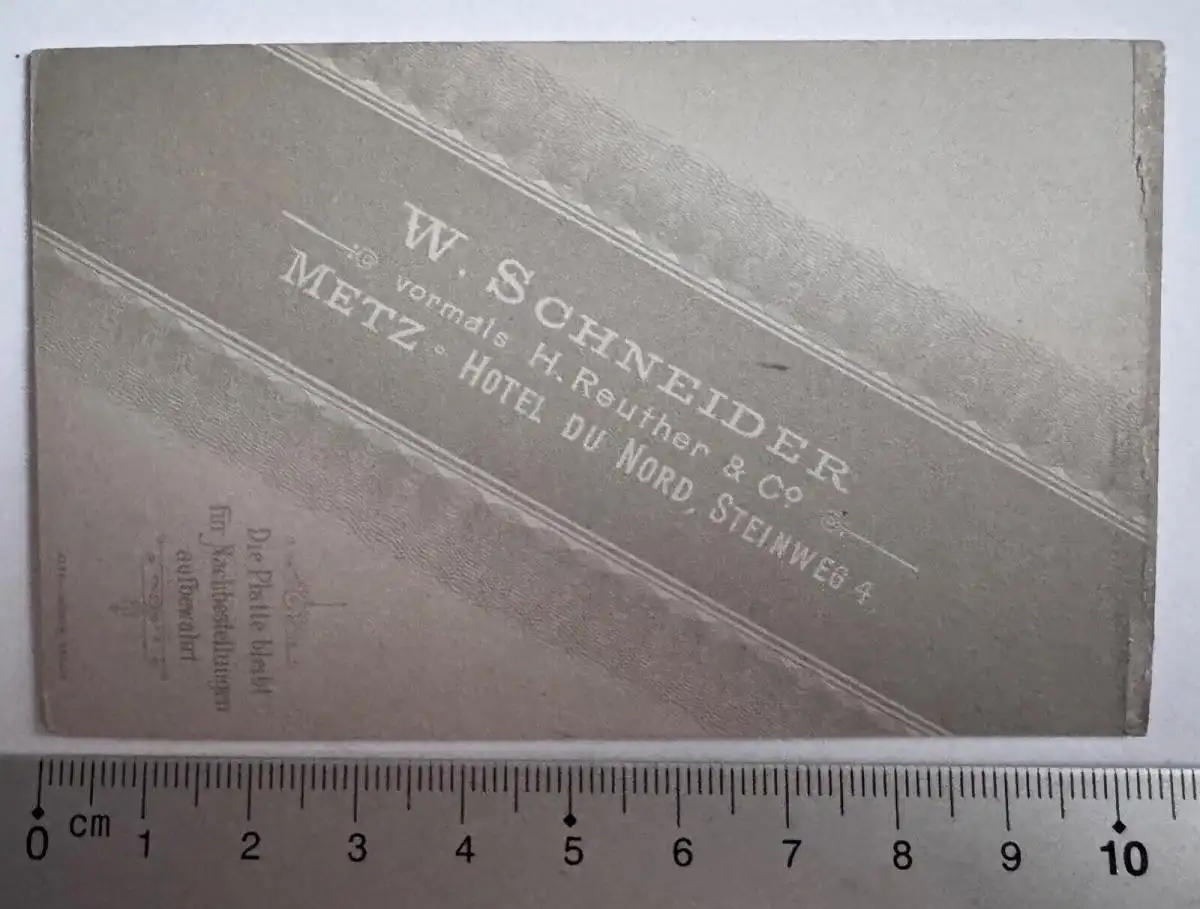 W. SCHNEIDER
vormals H. Reuther & Co
METZ · HOTEL DU NORD, STEINWEG 4
Die Platte bleibt
für Nachbestellungen
aufbewahrt
0 cm 1 2 3 4 5 6 7 8 9 10